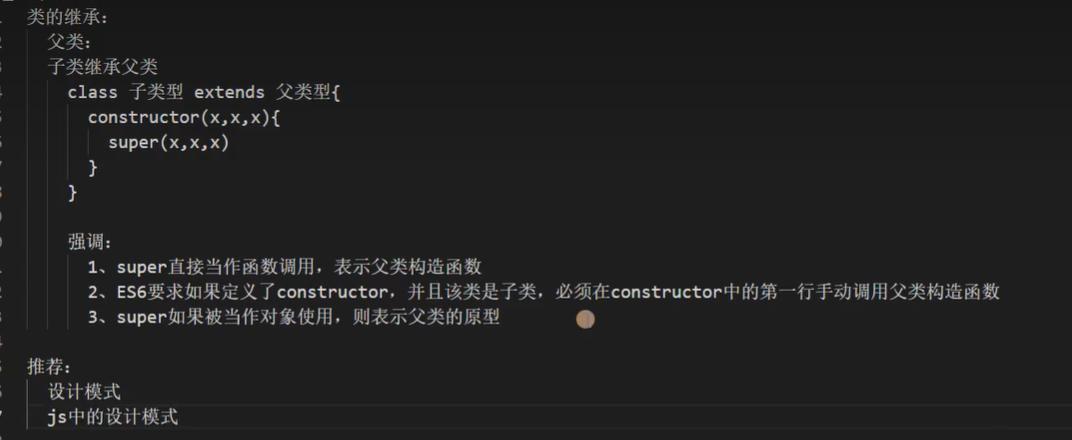 类的继承:
父类:
子类继承父类
class 子类型 extends 父类型{
constructor(x,x,x){
super(x,x,x)
}
}
强调:
1、super直接当作函数调用，表示父类构造函数
2、ES6要求如果定义了constructor，并且该类是子类，必须在constructor中的第一行手动调用父类构造函数
3、super如果被当作对象使用，则表示父类的原型
推荐:
设计模式
js中的设计模式